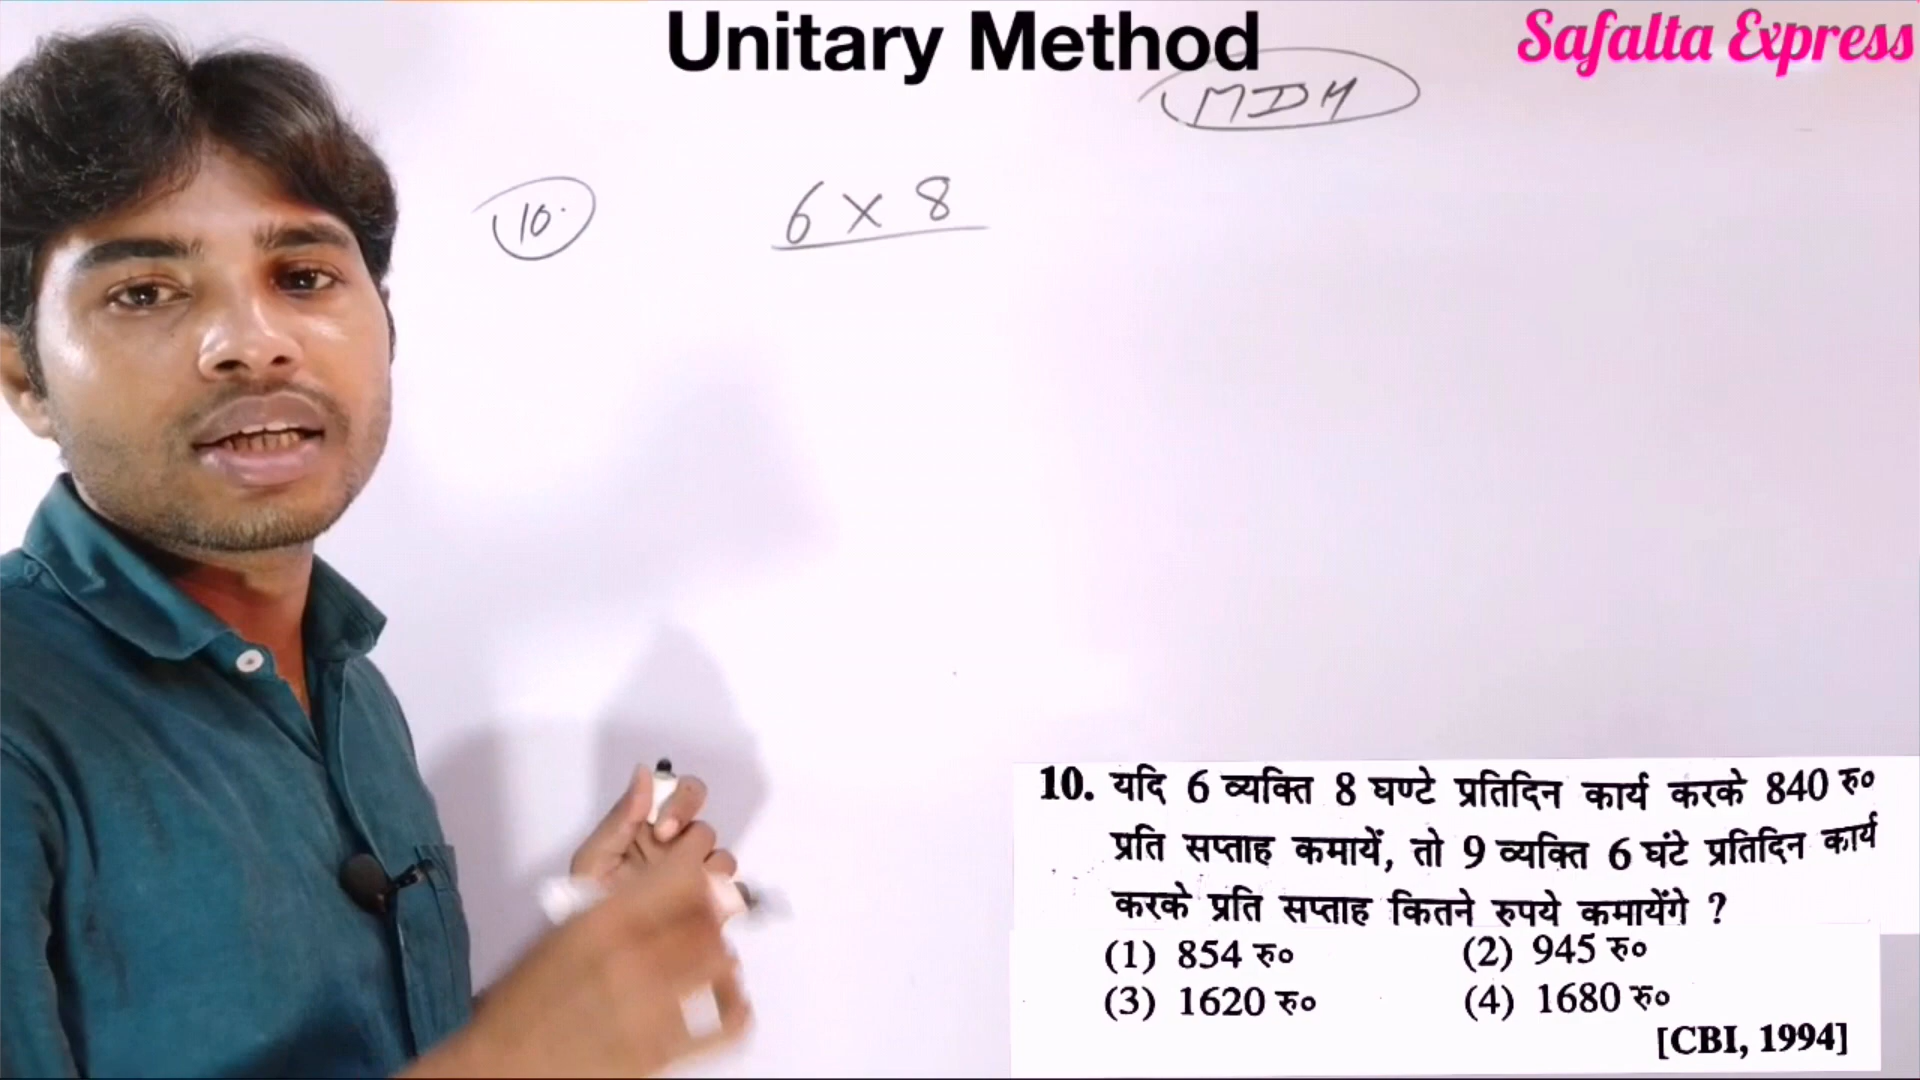 Unitary Method
Safalta Express
MDH
10.
6 × 8
10. यदि 6 व्यक्ति 8 घण्टे प्रतिदिन कार्य करके 840 रु०
प्रति सप्ताह कमायें, तो 9 व्यक्ति 6 घंटे प्रतिदिन कार्य
करके प्रति सप्ताह कितने रुपये कमायेंगे ?
(1) 854 रु० (2) 945 रु०
(3) 1620 रु० (4) 1680 रु०
[CBI, 1994]